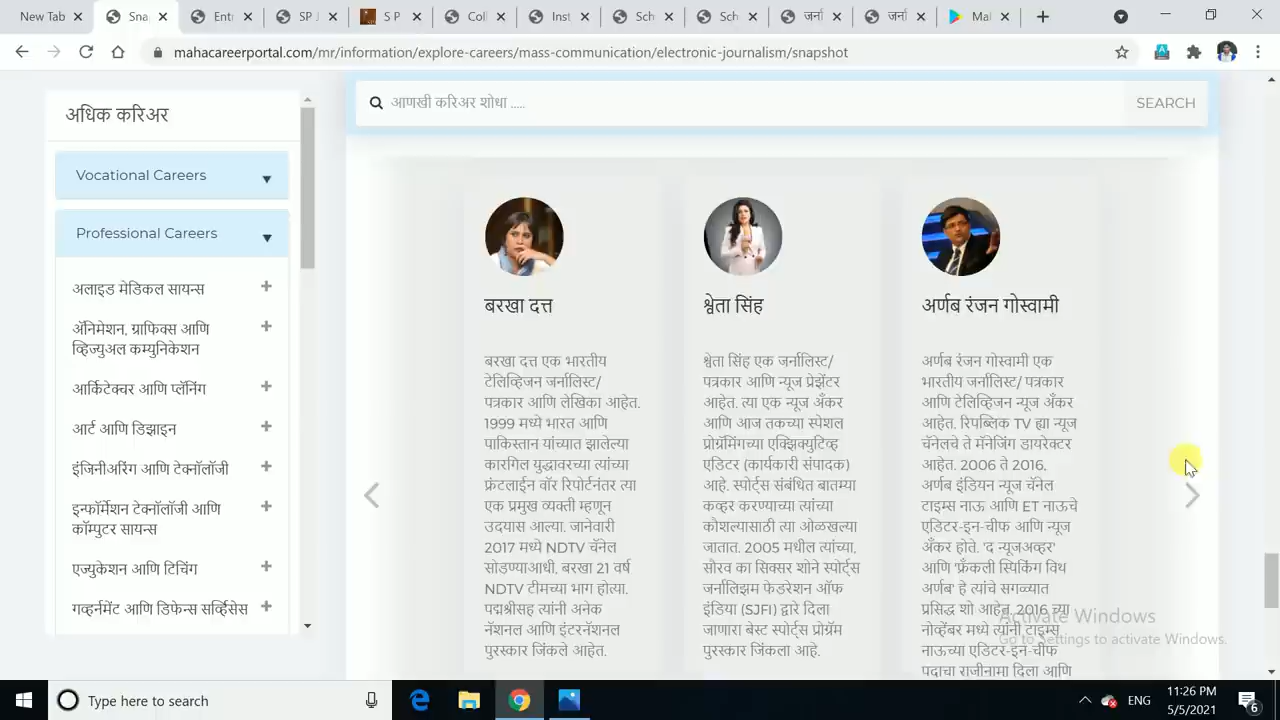 New Tab
Sna
Entr
SP J
S P
Coll
Inst
Sch
Sch
जर्ना
जर्ना
Mal
mahacareerportal.com/mr/information/explore-careers/mass-communication/electronic-journalism/snapshot
आणखी करिअर शोधा .....
SEARCH
अधिक करिअर
Vocational Careers
Professional Careers
अलाइड मेडिकल सायन्स
ॲनिमेशन, ग्राफिक्स आणि
व्हिज्युअल कम्युनिकेशन
आर्किटेक्चर आणि प्लॅनिंग
आर्ट आणि डिझाइन
इंजिनीअरिंग आणि टेक्नॉलॉजी
इन्फॉर्मेशन टेक्नॉलॉजी आणि
कॉम्पुटर सायन्स
एज्युकेशन आणि टिचिंग
गव्हर्नमेंट आणि डिफेन्स सर्व्हिसेस
बरखा दत्त
बरखा दत्त एक भारतीय
टेलिव्हिजन जर्नालिस्ट/
पत्रकार आणि लेखिका आहेत.
1999 मध्ये भारत आणि
पाकिस्तान यांच्यात झालेल्या
कारगिल युद्धावरच्या त्यांच्या
फ्रंटलाईन वॉर रिपोर्टनंतर त्या
एक प्रमुख व्यक्ती म्हणून
उदयास आल्या. जानेवारी
2017 मध्ये NDTV चॅनेल
सोडण्याआधी, बरखा 21 वर्ष
NDTV टीमच्या भाग होत्या.
पद्मश्रीसह त्यांनी अनेक
नॅशनल आणि इंटरनॅशनल
पुरस्कार जिंकले आहेत.
श्वेता सिंह
श्वेता सिंह एक जर्नालिस्ट/
पत्रकार आणि न्यूज प्रेझेंटर
आहेत. त्या एक न्यूज अँकर
आणि आज तकच्या स्पेशल
प्रोग्रॅमिंगच्या एक्झिक्युटिव्ह
एडिटर (कार्यकारी संपादक)
आहे. स्पोर्ट्स संबंधित बातम्या
कव्हर करण्याच्या त्यांच्या
कौशल्यासाठी त्या ओळखल्या
जातात. 2005 मधील त्यांच्या,
सौरव का सिक्सर शोने स्पोर्ट्स
जर्नालिझम फेडरेशन ऑफ
इंडिया (SJFI) द्वारे दिला
जाणारा बेस्ट स्पोर्ट्स प्रोग्रॅम
पुरस्कार जिंकला आहे.
अर्णब रंजन गोस्वामी
अर्णब रंजन गोस्वामी एक
भारतीय जर्नालिस्ट/ पत्रकार
आणि टेलिव्हिजन न्यूज अँकर
आहेत. रिपब्लिक TV ह्या न्यूज
चॅनेलचे ते मॅनेजिंग डायरेक्टर
आहेत. 2006 ते 2016,
अर्णब इंडियन न्यूज चॅनेल
टाइम्स नाऊ आणि ET नाऊचे
एडिटर-इन-चीफ आणि न्यूज
अँकर होते. 'द न्यूजअव्हर'
आणि 'फ्रॅंकली स्पिकिंग विथ
अर्णब' हे त्यांचे सगळ्यात
प्रसिद्ध शो आहेत. 2016 च्या
नोव्हेंबर मध्ये त्यांनी टाइम्स
नाऊच्या एडिटर-इन-चीफ
पदाचा राजीनामा दिला आणि
Activate Windows
Go to Settings to activate Windows.
Type here to search
ENG
11:26 PM
5/5/2021
6